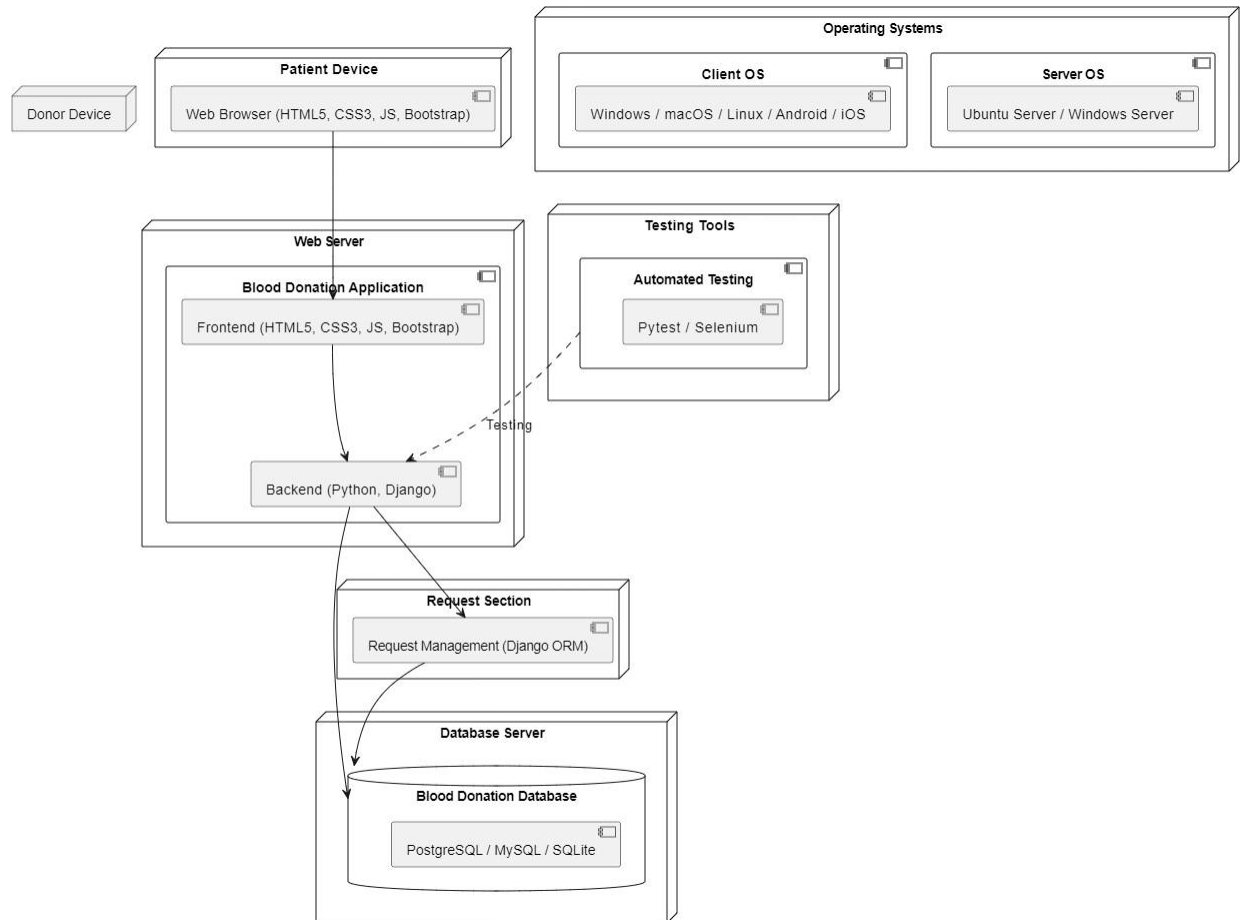 Operating Systems
Patient Device
Client OS
Server OS
Donor Device
Web Browser (HTML5, CSS3, JS, Bootstrap)
Windows / macOS / Linux / Android / iOS
Ubuntu Server / Windows Server
Web Server
Testing Tools
Blood Donation Application
Automated Testing
Frontend (HTML5, CSS3, JS, Bootstrap)
Pytest / Selenium
Testing
Backend (Python, Django)
Request Section
Request Management (Django ORM)
Database Server
Blood Donation Database
PostgreSQL / MySQL / SQLite